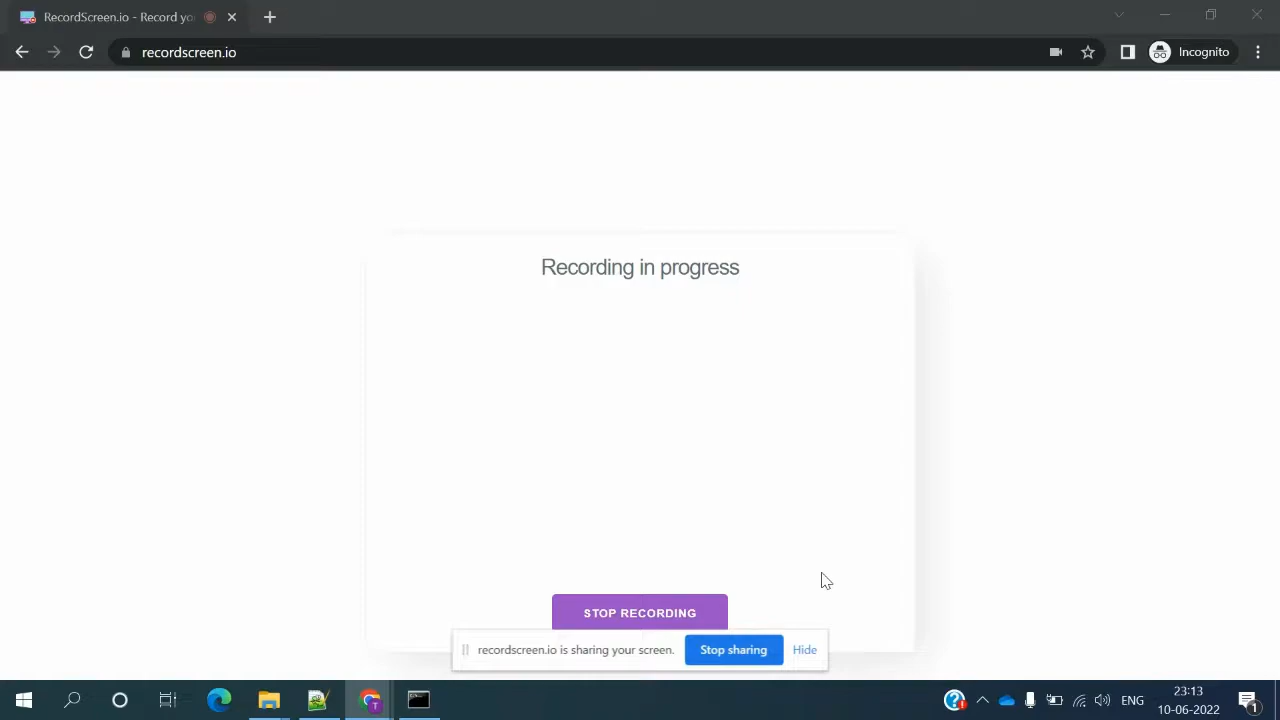 RecordScreen.io - Record yo
recordscreen.io
Incognito
Recording in progress
STOP RECORDING
recordscreen.io is sharing your screen.
Stop sharing
Hide
T
ENG
23:13
10-06-2022
1